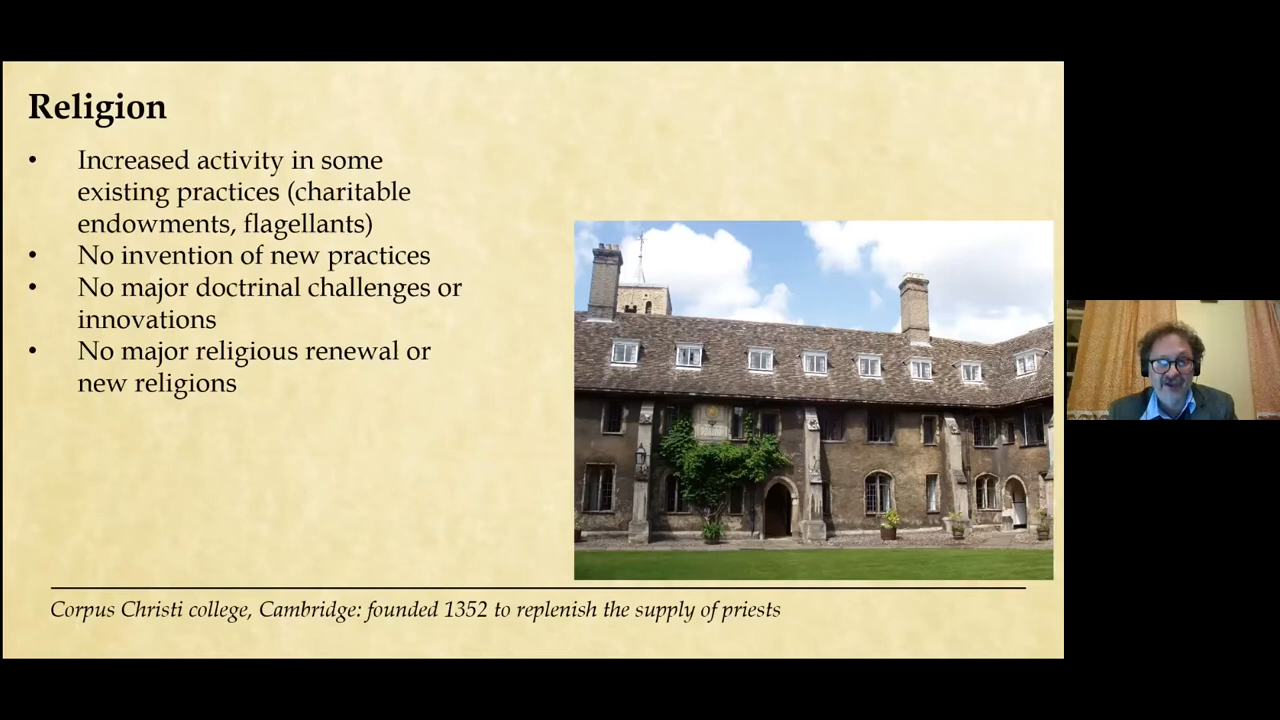 Religion
• Increased activity in some
existing practices (charitable
endowments, flagellants)
• No invention of new practices
• No major doctrinal challenges or
innovations
• No major religious renewal or
new religions
Corpus Christi college, Cambridge: founded 1352 to replenish the supply of priests